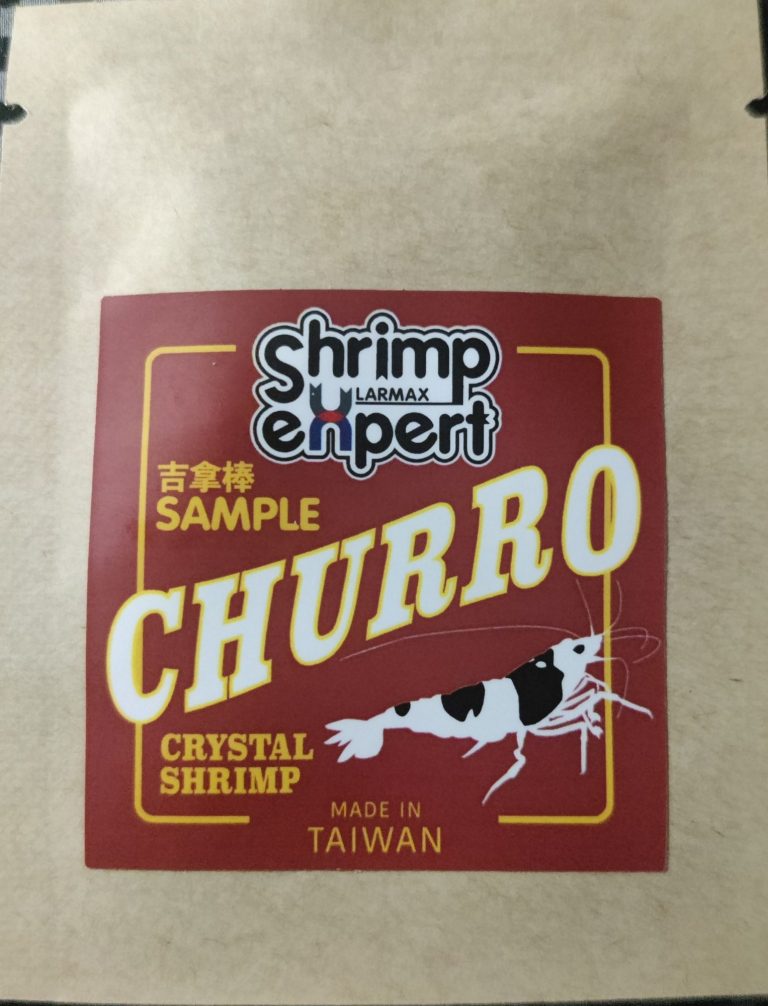 Shrimp
LARMAX
expert
吉拿棒
SAMPLE
CHURRO
CRYSTAL
SHRIMP
MADE IN
TAIWAN